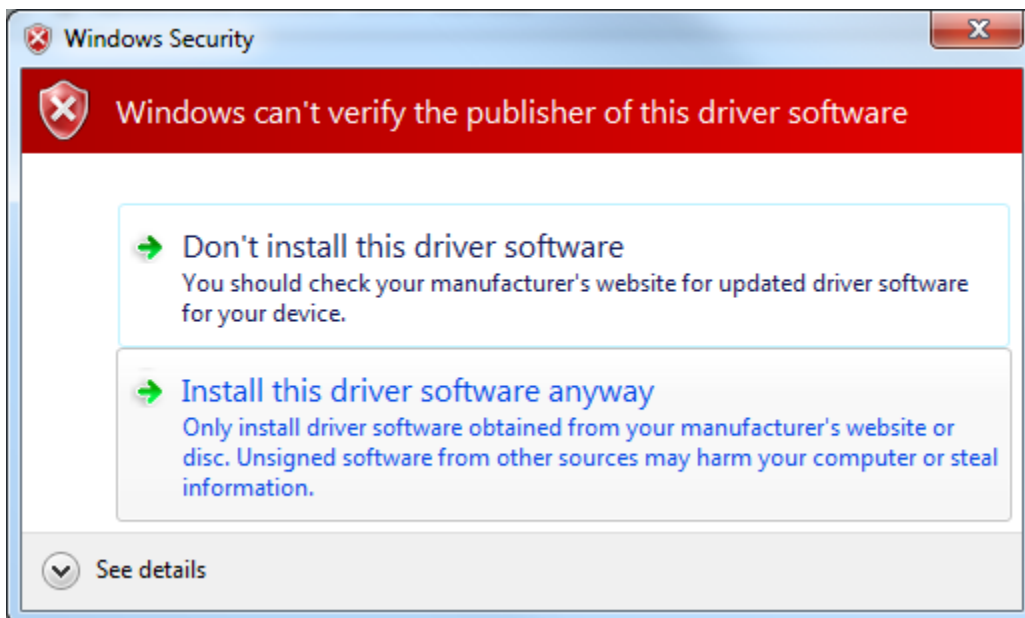 Windows Security
Windows can't verify the publisher of this driver software
Don't install this driver software
You should check your manufacturer's website for updated driver software
for your device.
Install this driver software anyway
Only install driver software obtained from your manufacturer's website or
disc. Unsigned software from other sources may harm your computer or steal
information.
See details